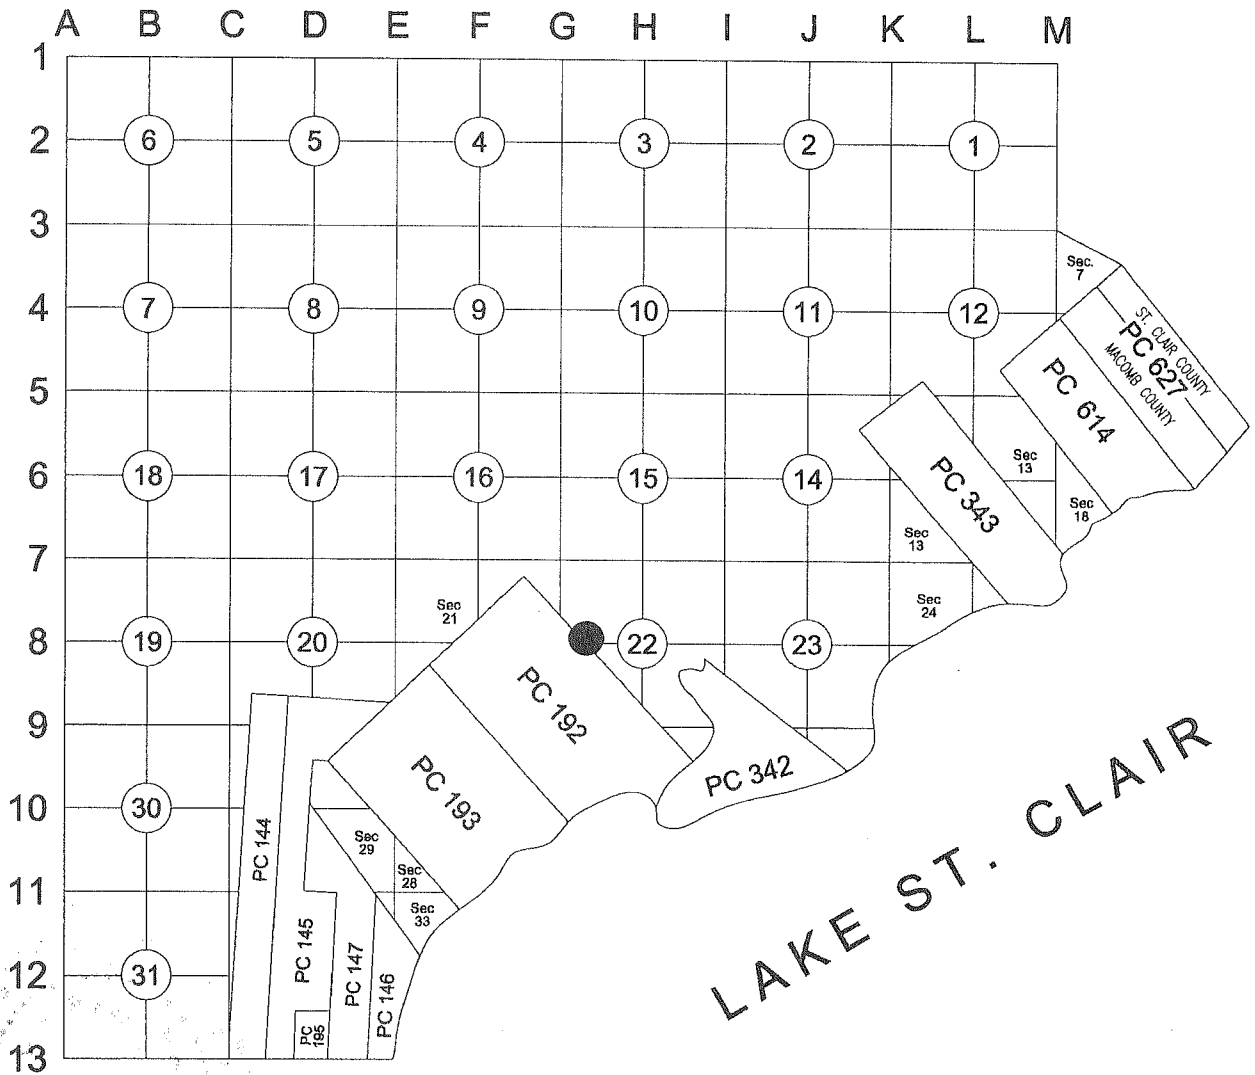 A B C D E F G H I J K L M
1
2 6 5 4 3 2 1
3
Sec.
7
4 7 8 9 10 11 12
ST. CLAIR COUNTY
PC 627
MACOMB COUNTY
5
PC 614
6 18 17 16 15 14
Sec
13
PC 343
Sec
18
Sec
13
7
Sec
21
Sec
24
8 19 20 22 23
PC 192
9
PC 193
PC 342
10 30
PC 144
Sec
29
Sec
28
11
Sec
33
PC 145
PC 147
PC 146
12 31
PC
195
13
LAKE ST. CLAIR